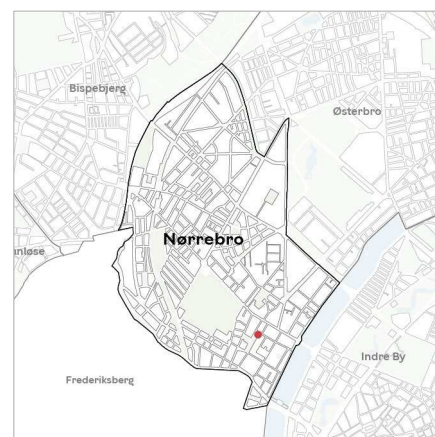 Bispebjerg
Østerbro
Nørrebro
nløse
Indre By
Frederiksberg